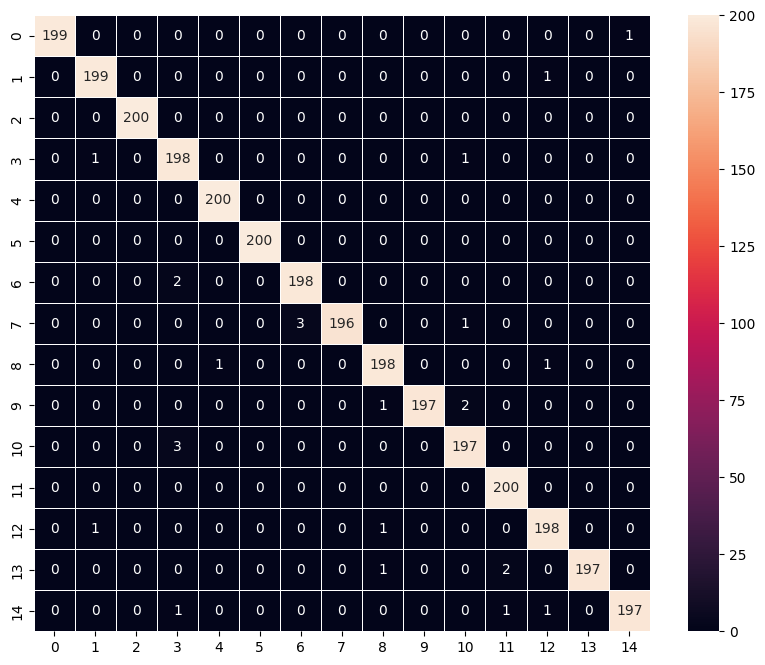 0 199 0 0 0 0 0 0 0 0 0 0 0 0 0 1
1 0 199 0 0 0 0 0 0 0 0 0 0 1 0 0
2 0 0 200 0 0 0 0 0 0 0 0 0 0 0 0
3 0 1 0 198 0 0 0 0 0 0 1 0 0 0 0
4 0 0 0 0 200 0 0 0 0 0 0 0 0 0 0
5 0 0 0 0 0 200 0 0 0 0 0 0 0 0 0
6 0 0 0 2 0 0 198 0 0 0 0 0 0 0 0
7 0 0 0 0 0 0 3 196 0 0 1 0 0 0 0
8 0 0 0 0 1 0 0 0 198 0 0 0 1 0 0
9 0 0 0 0 0 0 0 0 1 197 2 0 0 0 0
10 0 0 0 3 0 0 0 0 0 0 197 0 0 0 0
11 0 0 0 0 0 0 0 0 0 0 0 200 0 0 0
12 0 1 0 0 0 0 0 0 1 0 0 0 198 0 0
13 0 0 0 0 0 0 0 0 1 0 0 2 0 197 0
14 0 0 0 1 0 0 0 0 0 0 0 1 1 0 197
0 1 2 3 4 5 6 7 8 9 10 11 12 13 14
200
175
150
125
100
75
50
25
0